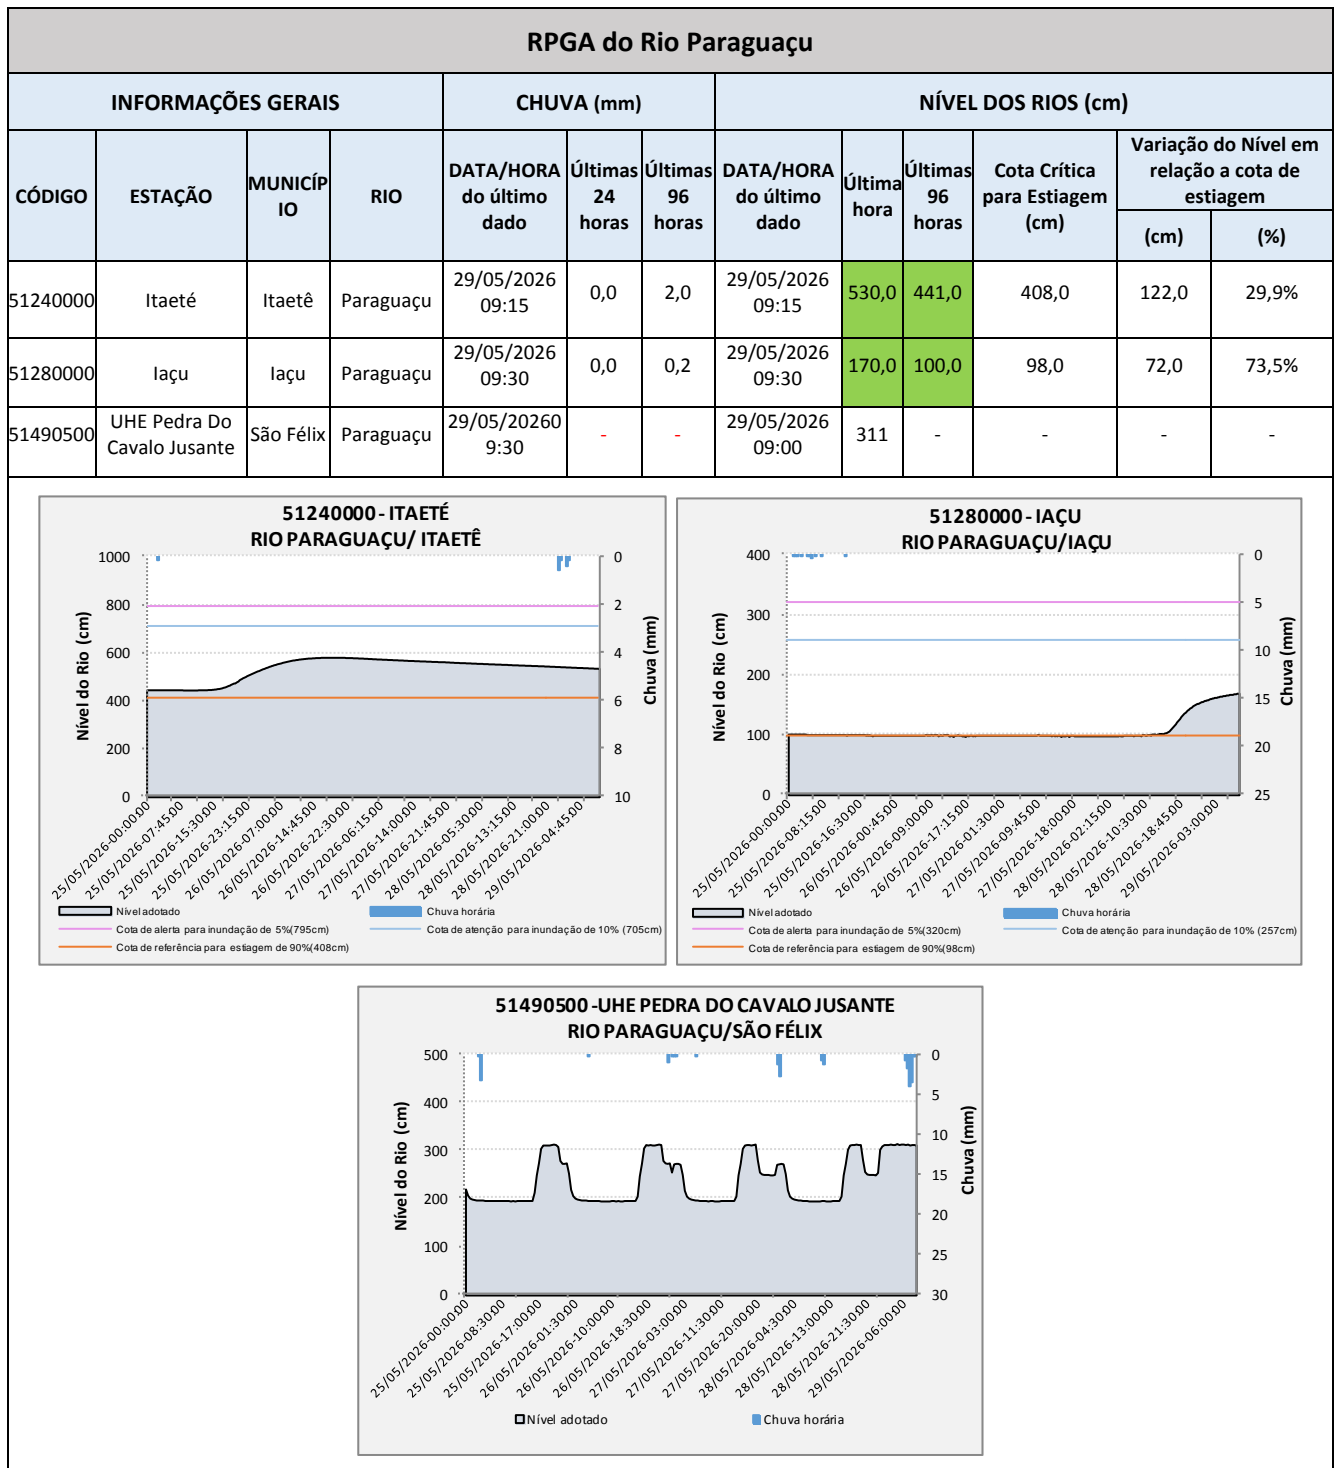 RPGA do Rio Paraguaçu
INFORMAÇÕES GERAIS CHUVA (mm) NÍVEL DOS RIOS (cm)
CÓDIGO ESTAÇÃO MUNICÍP
IO RIO DATA/HORA
do último
dado Últimas
24
horas Últimas
96
horas DATA/HORA
do último
dado Última
hora Últimas
96
horas Cota Crítica
para Estiagem
(cm) Variação do Nível em
relação a cota de
estiagem
(cm) (%)
51240000 Itaeté Itaetê Paraguaçu 29/05/2026
09:15 0,0 2,0 29/05/2026
09:15 530,0 441,0 408,0 122,0 29,9%
51280000 Iaçu Iaçu Paraguaçu 29/05/2026
09:30 0,0 0,2 29/05/2026
09:30 170,0 100,0 98,0 72,0 73,5%
51490500 UHE Pedra Do
Cavalo Jusante São Félix Paraguaçu 29/05/20260
9:30 - - 29/05/2026
09:00 311 - - - -
51240000 - ITAETÉ
RIO PARAGUAÇU/ ITAETÊ
Nível do Rio (cm)
1000
800
600
400
200
0
Chuva (mm)
0
2
4
6
8
10
25/05/2026-00:00:00
25/05/2026-07:45:00
25/05/2026-15:30:00
25/05/2026-23:15:00
26/05/2026-07:00:00
26/05/2026-14:45:00
26/05/2026-22:30:00
27/05/2026-06:15:00
27/05/2026-14:00:00
27/05/2026-21:45:00
28/05/2026-05:30:00
28/05/2026-13:15:00
28/05/2026-21:00:00
29/05/2026-04:45:00
Nível adotado Chuva horária
Cota de alerta para inundação de 5%(795cm) Cota de atenção para inundação de 10% (705cm)
Cota de referência para estiagem de 90%(408cm)
51280000 - IAÇU
RIO PARAGUAÇU/IAÇU
Nível do Rio (cm)
400
300
200
100
0
Chuva (mm)
0
5
10
15
20
25
25/05/2026-00:00:00
25/05/2026-08:15:00
25/05/2026-16:30:00
26/05/2026-00:45:00
26/05/2026-09:00:00
26/05/2026-17:15:00
27/05/2026-01:30:00
27/05/2026-09:45:00
27/05/2026-18:00:00
28/05/2026-02:15:00
28/05/2026-10:30:00
28/05/2026-18:45:00
29/05/2026-03:00:00
Nível adotado Chuva horária
Cota de alerta para inundação de 5%(320cm) Cota de atenção para inundação de 10% (257cm)
Cota de referência para estiagem de 90%(98cm)
51490500 -UHE PEDRA DO CAVALO JUSANTE
RIO PARAGUAÇU/SÃO FÉLIX
Nível do Rio (cm)
500
400
300
200
100
0
Chuva (mm)
0
5
10
15
20
25
30
25/05/2026-00:00:00
25/05/2026-08:30:00
25/05/2026-17:00:00
26/05/2026-01:30:00
26/05/2026-10:00:00
26/05/2026-18:30:00
27/05/2026-03:00:00
27/05/2026-11:30:00
27/05/2026-20:00:00
28/05/2026-04:30:00
28/05/2026-13:00:00
28/05/2026-21:30:00
29/05/2026-06:00:00
Nível adotado Chuva horária